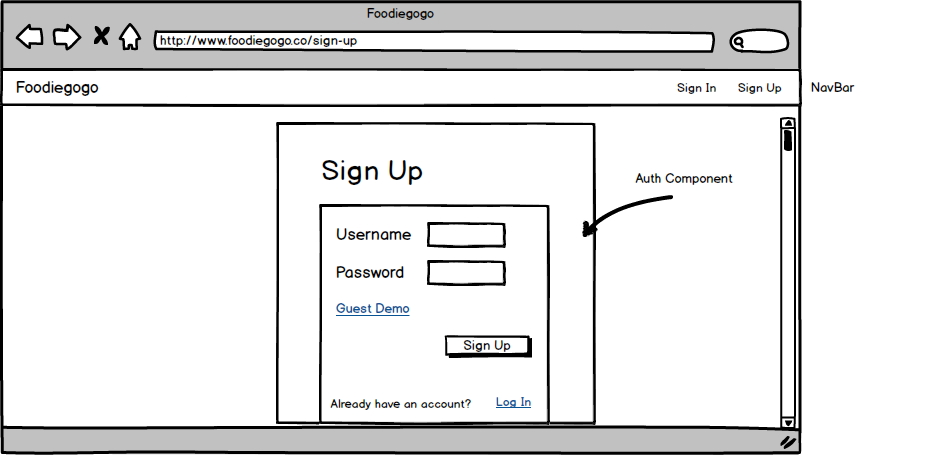 Foodiegogo
http://www.foodiegogo.co/sign-up
Foodiegogo Sign In Sign Up NavBar
Sign Up
Auth Component
Username
Password
Guest Demo
Sign Up
Already have an account? Log In